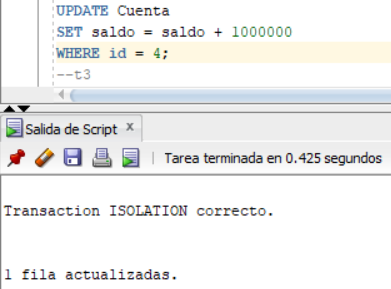 UPDATE Cuenta
SET saldo = saldo + 1000000
WHERE id = 4;
--t3
Salida de Script x
Tarea terminada en 0.425 segundos
Transaction ISOLATION correcto.
1 fila actualizadas.